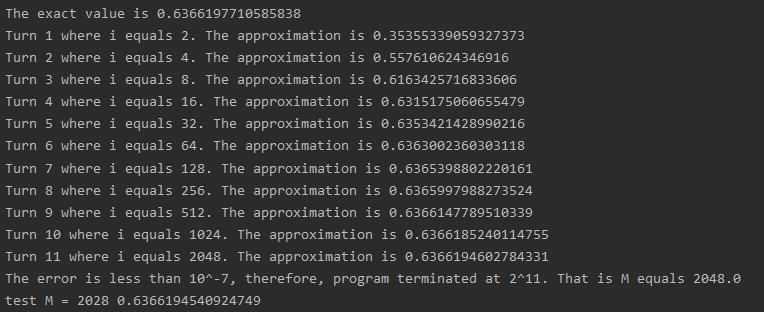 The exact value is 0.6366197710585838
Turn 1 where i equals 2. The approximation is 0.35355339059327373
Turn 2 where i equals 4. The approximation is 0.557610624346916
Turn 3 where i equals 8. The approximation is 0.6163425716833606
Turn 4 where i equals 16. The approximation is 0.6315175060655479
Turn 5 where i equals 32. The approximation is 0.6353421428990216
Turn 6 where i equals 64. The approximation is 0.6363002360303118
Turn 7 where i equals 128. The approximation is 0.6365398802220161
Turn 8 where i equals 256. The approximation is 0.6365997988273524
Turn 9 where i equals 512. The approximation is 0.6366147789510339
Turn 10 where i equals 1024. The approximation is 0.6366185240114755
Turn 11 where i equals 2048. The approximation is 0.6366194602784331
The error is less than 10^-7, therefore, program terminated at 2^11. That is M equals 2048.0
test M = 2028 0.6366194540924749